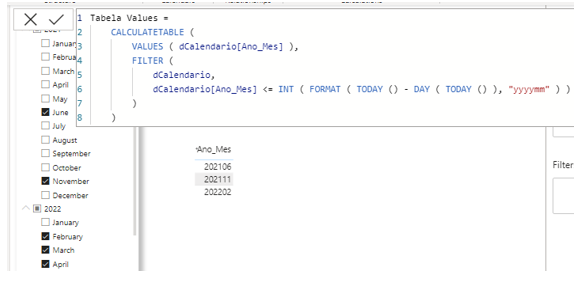 1 Tabela Values =
2 CALCULATETABLE (
3 VALUES ( dCalendario[Ano_Mes] ),
4 FILTER (
5 dCalendario,
6 dCalendario[Ano_Mes] <= INT ( FORMAT ( TODAY () - DAY ( TODAY () ), "yyyymm" ) )
7 )
8 )
Januar
Februa
March
April
May
June
July
August
September
October
November
December
2022
January
February
March
April
Ano_Mes
202106
202111
202202
Filter